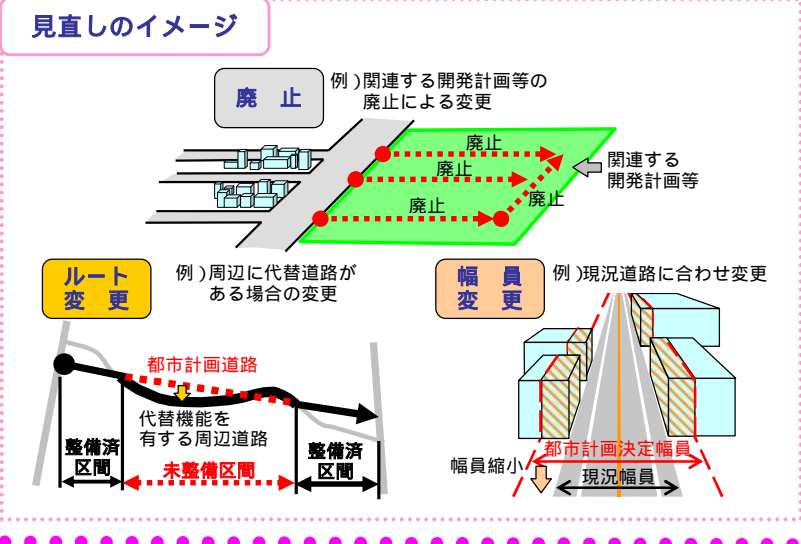 見直しのイメージ
廃 止
例)関連する開発計画等の
廃止による変更
廃止
廃止
廃止
廃止
関連する
開発計画等
ルート
変 更
例)周辺に代替道路が
ある場合の変更
都市計画道路
代替機能を
有する周辺道路
整備済
区間
未整備区間
整備済
区間
幅 員
変 更
例)現況道路に合わせ変更
都市計画決定幅員
幅員縮小
現況幅員